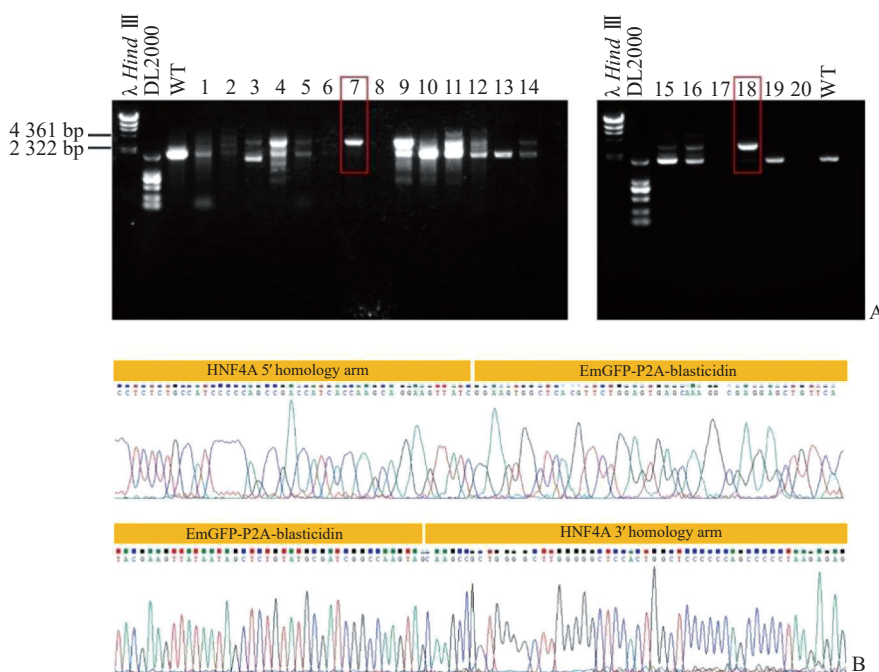 λ Hind Ⅲ
DL2000
WT
1 2 3 4 5 6 7 8 9 10 11 12 13 14
λ Hind Ⅲ
DL2000
15 16 17 18 19 20 WT
4 361 bp
2 322 bp
A
HNF4A 5′ homology arm
EmGFP-P2A-blasticidin
EmGFP-P2A-blasticidin
HNF4A 3′ homology arm
B